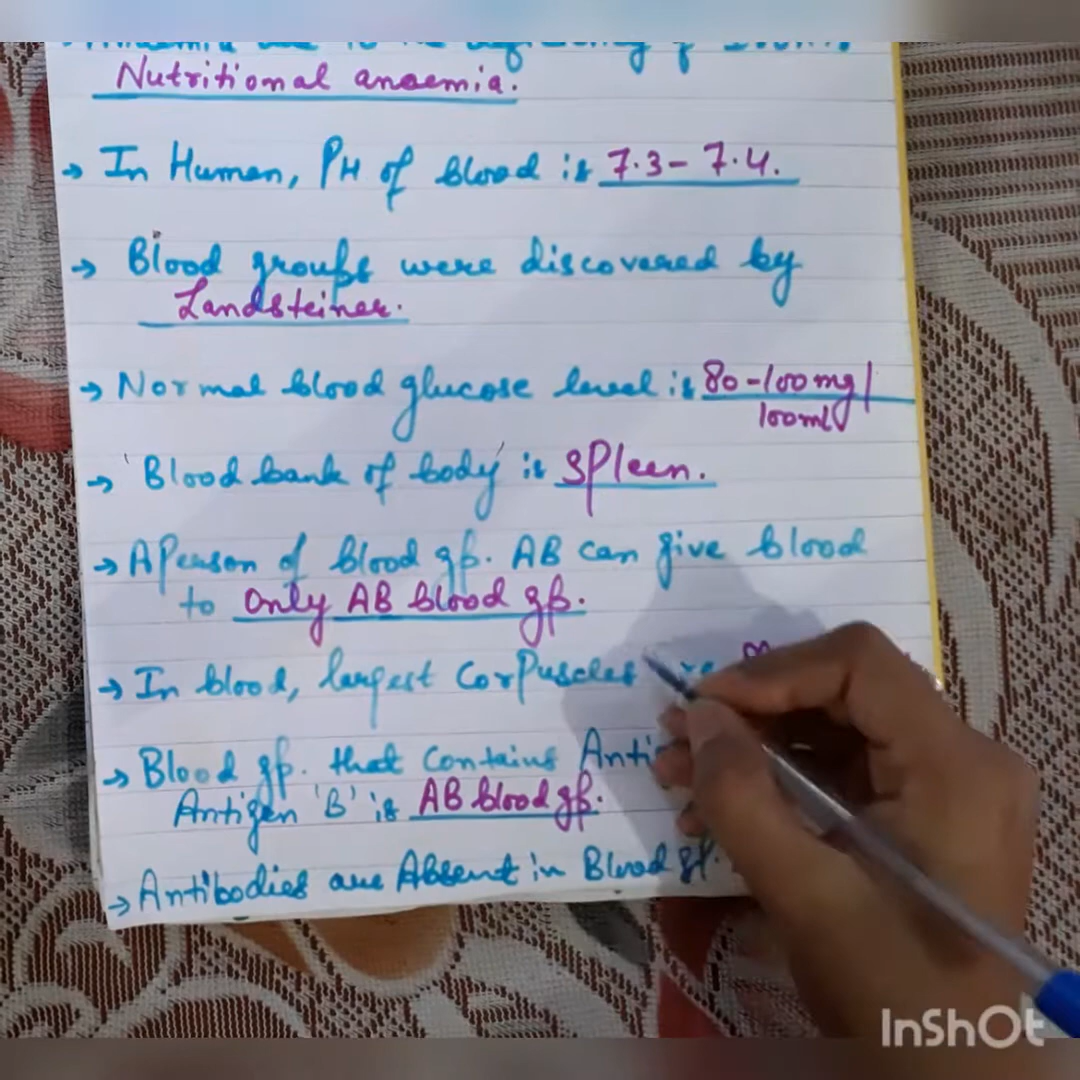 Nutritional anaemia.
→ In Human, PH of blood is 7.3 - 7.4.
→ Blood groups were discovered by
Landsteiner.
→ Normal blood glucose level is 80-100mg/
100ml
→ 'Blood bank of body' is Spleen.
→ A Person of blood gp. AB can give blood
to only AB blood gp.
→ In blood, largest Corpuscles
→ Blood gp. that contains Anti
Antigen 'B' is AB blood gp.
→ Antibodies are Absent in Blood gp.
InShOt